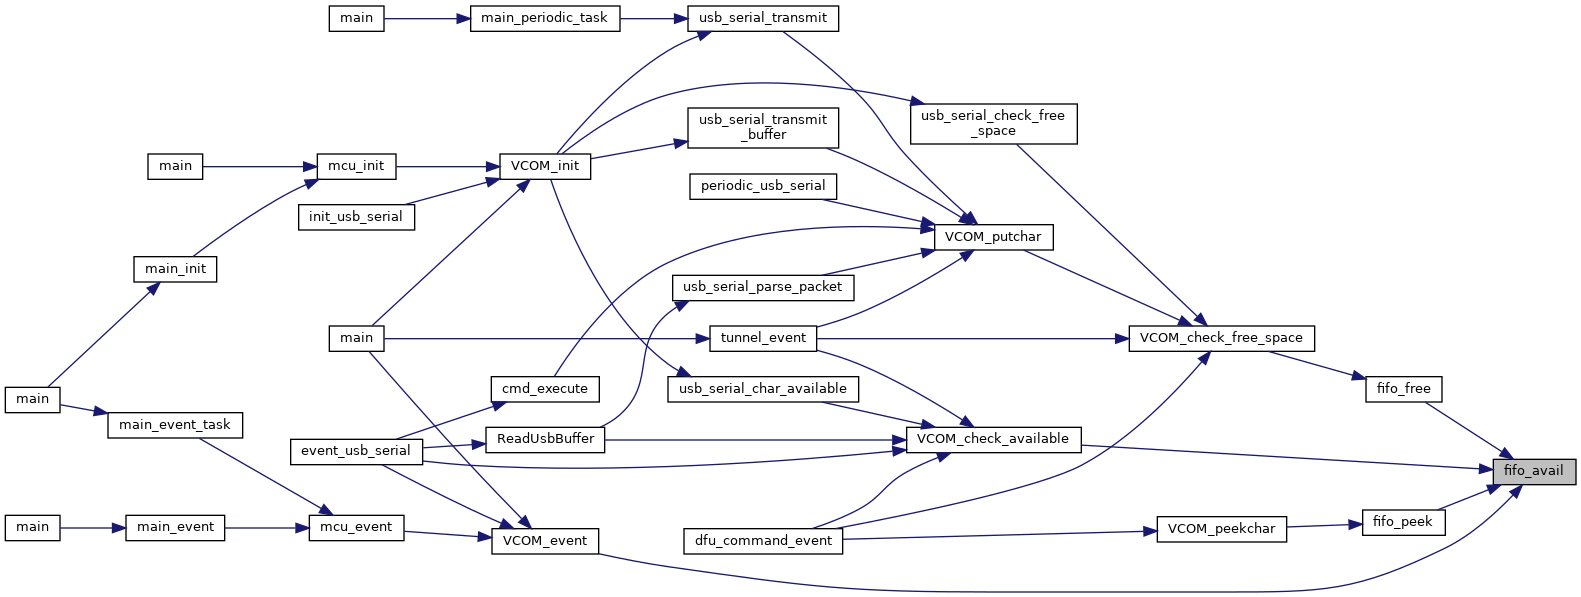 main
main_periodic_task
usb_serial_transmit
usb_serial_check_free
_space
usb_serial_transmit
_buffer
main
mcu_init
VCOM_init
periodic_usb_serial
init_usb_serial
VCOM_putchar
main_init
usb_serial_parse_packet
main
tunnel_event
VCOM_check_free_space
main
cmd_execute
usb_serial_char_available
fifo_free
main_event_task
event_usb_serial
ReadUsbBuffer
VCOM_check_available
fifo_avail
main
main_event
mcu_event
VCOM_event
dfu_command_event
VCOM_peekchar
fifo_peek